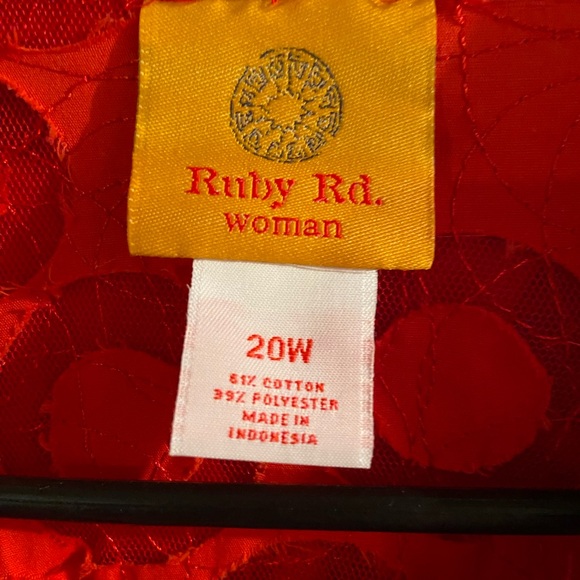 Ruby Rd.
woman
20W
61% COTTON
39% POLYESTER
MADE IN
INDONESIA